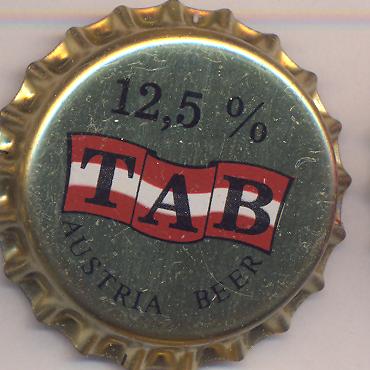 12,5 %
TAB
AUSTRIA BEER